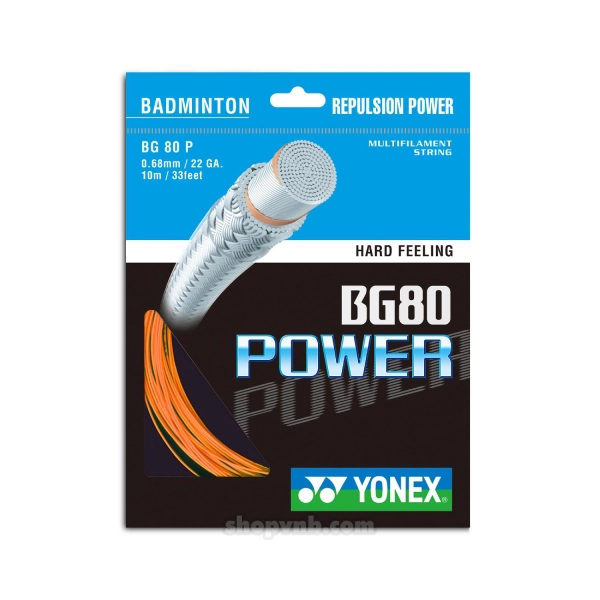 BADMINTON
REPULSION POWER
BG 80 P
0.68mm / 22 GA.
10m / 33feet
MULTIFILAMENT
STRING
HARD FEELING
BG80
POWER
POWER
YONEX®
shopvnb.com